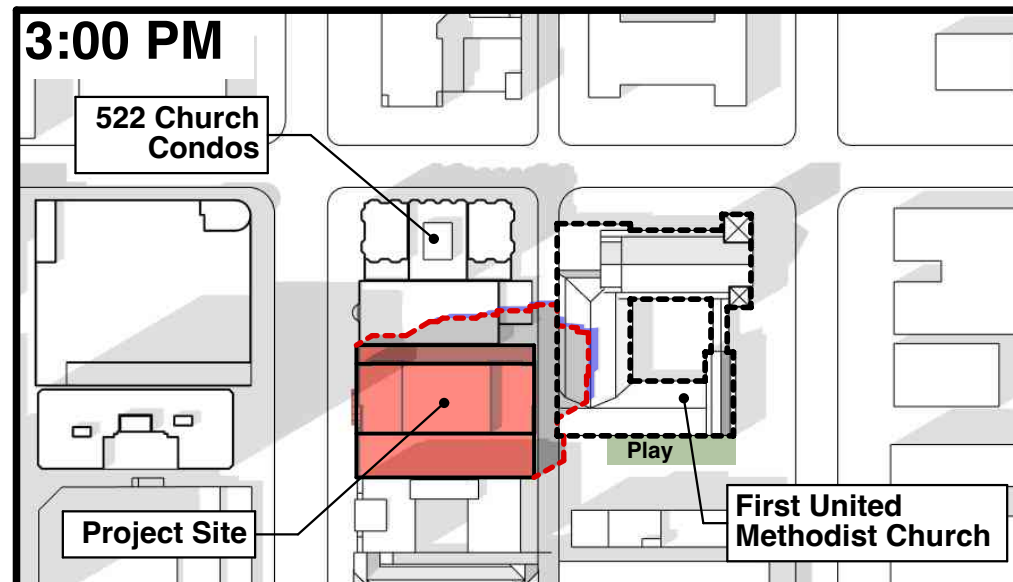 3:00 PM
522 Church
Condos
Play
Project Site
First United
Methodist Church